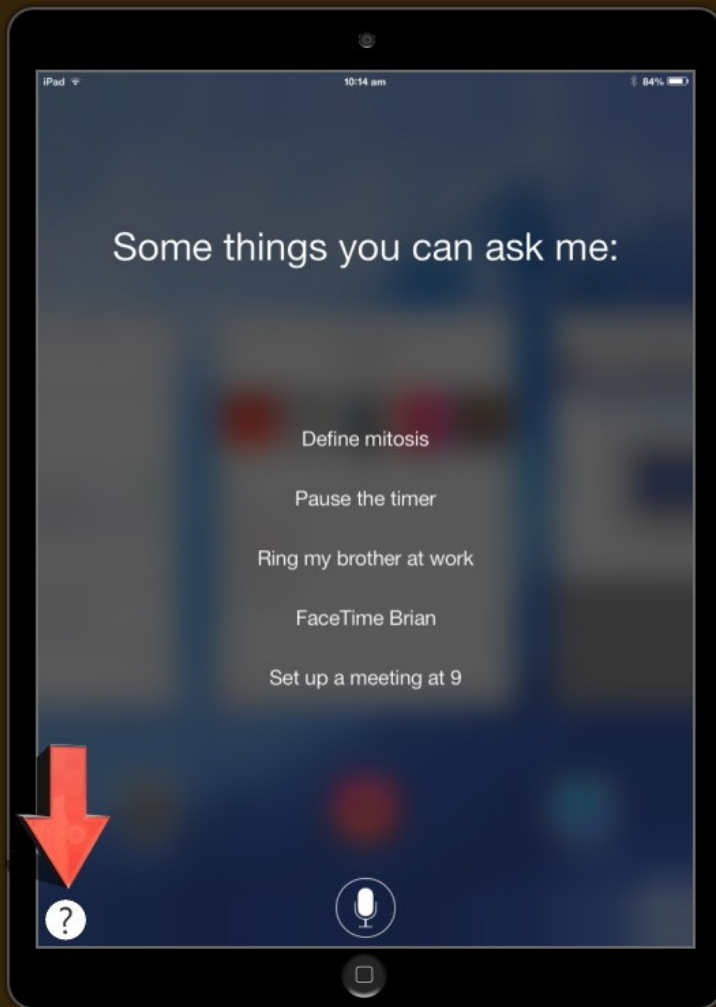 iPad
10:14 am
84%
Some things you can ask me:
Define mitosis
Pause the timer
Ring my brother at work
FaceTime Brian
Set up a meeting at 9
?